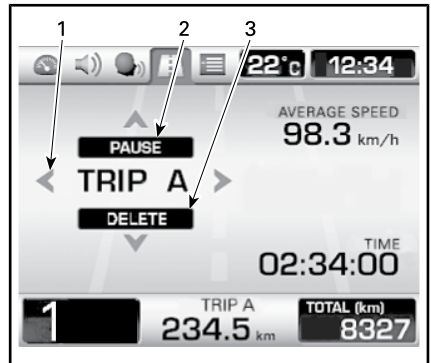 1 2 3
22°c 12:34
AVERAGE SPEED
98.3 km/h
PAUSE
TRIP A
DELETE
TIME
02:34:00
1
TRIP A
234.5 km
TOTAL (km)
8327